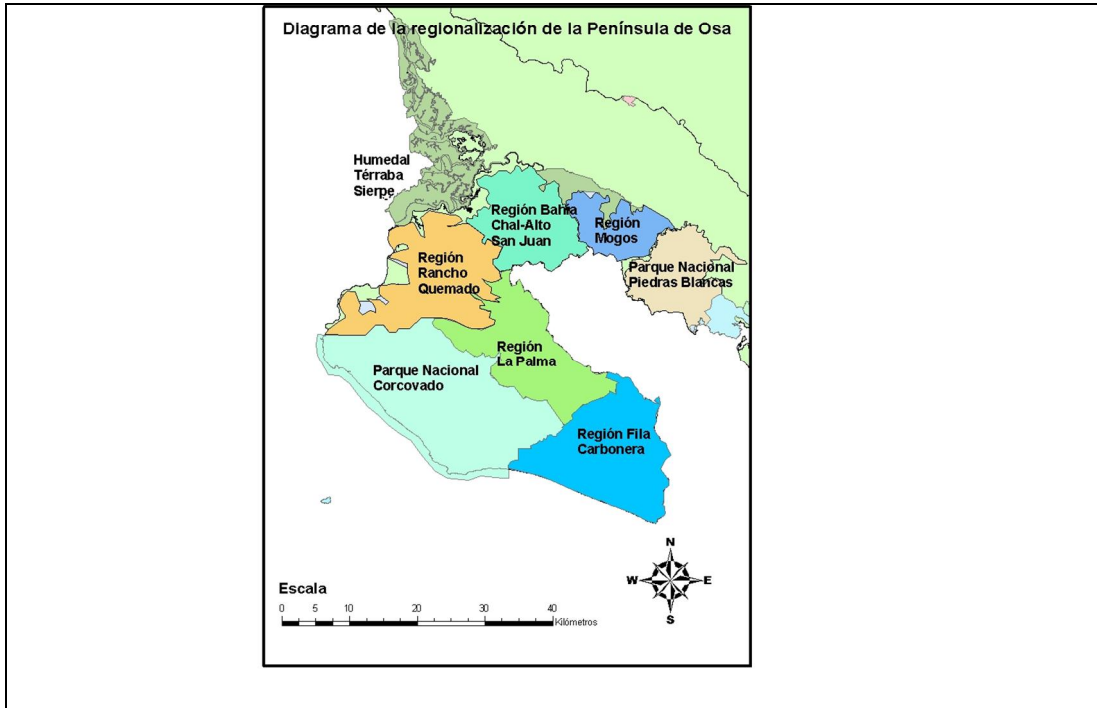 Diagrama de la regionalización de la Península de Osa
Humedal
Térraba
Sierpe
Región Bahía
Chal-Alto
San Juan
Región
Mogos
Región
Rancho
Quemado
Parque Nacional
Piedras Blancas
Región
La Palma
Parque Nacional
Corcovado
Región Fila
Carbonera
N
W
E
S
Escala
0 5 10 20 30 40
Kilómetros